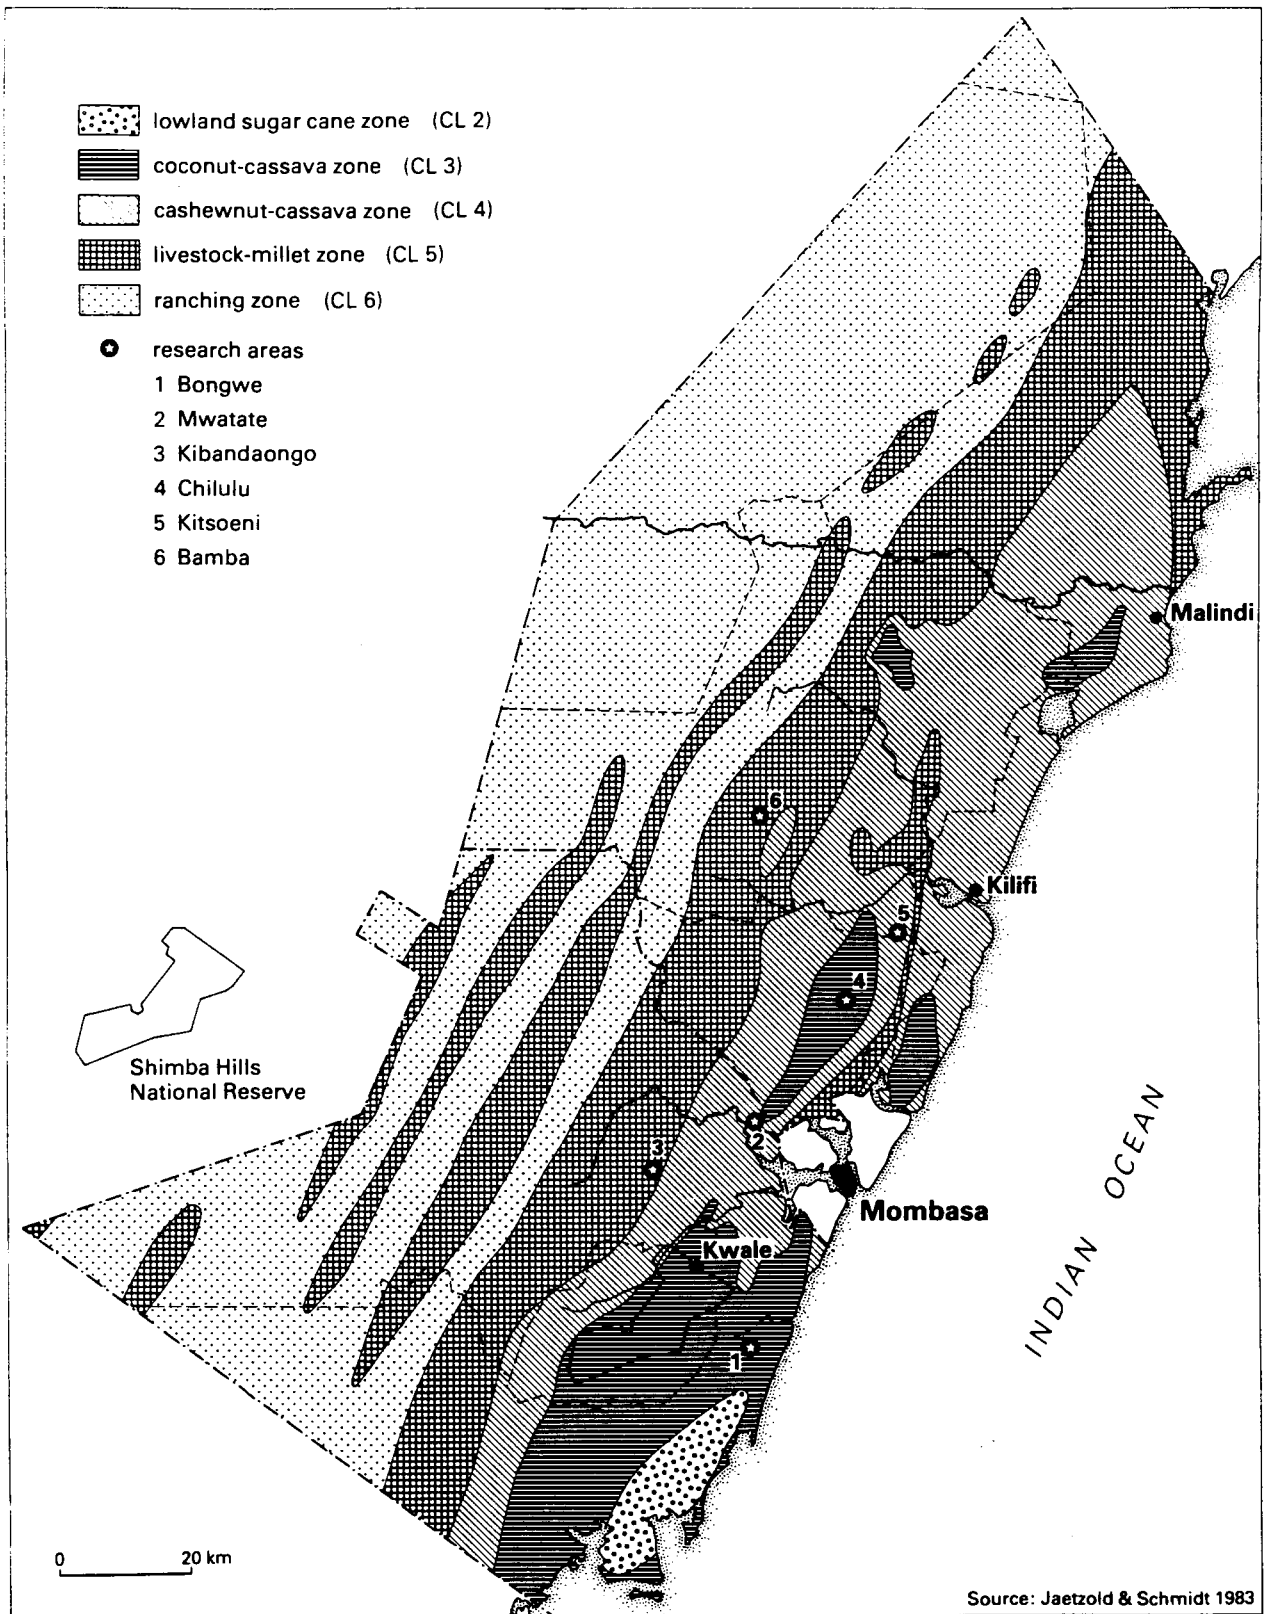 lowland sugar cane zone (CL 2)
coconut-cassava zone (CL 3)
cashewnut-cassava zone (CL 4)
livestock-millet zone (CL 5)
ranching zone (CL 6)
research areas
1 Bongwe
2 Mwatate
3 Kibandaongo
4 Chilulu
5 Kitsoeni
6 Bamba
Malindi
6
Kilifi
5
4
Shimba Hills
National Reserve
2
3
Mombasa
Kwale
INDIAN OCEAN
1
0 20 km
Source: Jaetzold & Schmidt 1983